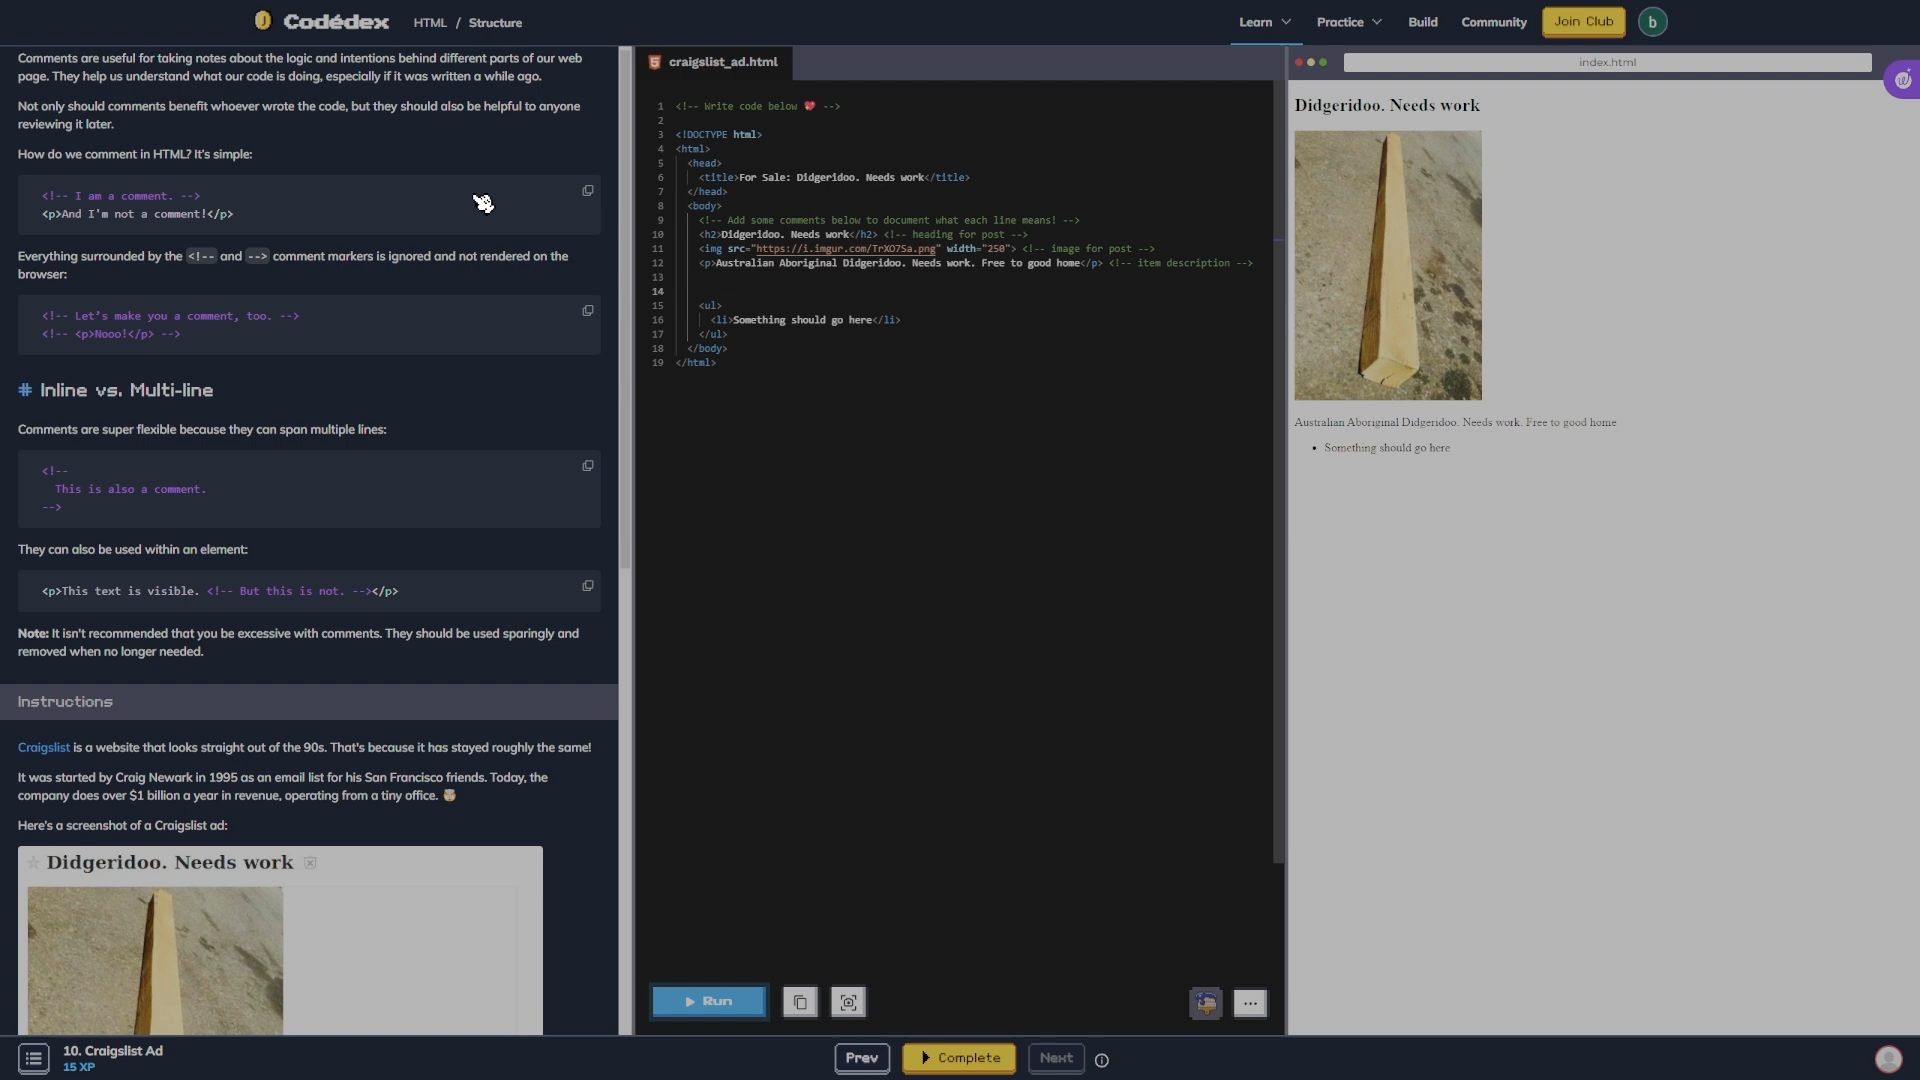 Codédex
HTML / Structure
Learn
Practice
Build
Community
Join Club
b
Comments are useful for taking notes about the logic and intentions behind different parts of our web
page. They help us understand what our code is doing, especially if it was written a while ago.
Not only should comments benefit whoever wrote the code, but they should also be helpful to anyone
reviewing it later.
How do we comment in HTML? It's simple:
<!-- I am a comment. -->
<p>And I'm not a comment!</p>
Everything surrounded by the <!-- and --> comment markers is ignored and not rendered on the
browser:
<!-- Let’s make you a comment, too. -->
<!-- <p>Nooo!</p> -->
# Inline vs. Multi-line
Comments are super flexible because they can span multiple lines:
<!--
This is also a comment.
-->
They can also be used within an element:
<p>This text is visible. <!-- But this is not. --></p>
Note: It isn't recommended that you be excessive with comments. They should be used sparingly and
removed when no longer needed.
Instructions
Craigslist is a website that looks straight out of the 90s. That's because it has stayed roughly the same!
It was started by Craig Newark in 1995 as an email list for his San Francisco friends. Today, the
company does over $1 billion a year in revenue, operating from a tiny office. 🤯
Here's a screenshot of a Craigslist ad:
Didgeridoo. Needs work
craigslist_ad.html
1 <!-- Write code below 💖 -->
2
3 <!DOCTYPE html>
4 <html>
5 <head>
6 <title>For Sale: Didgeridoo. Needs work</title>
7 </head>
8 <body>
9 <!-- Add some comments below to document what each line means! -->
10 <h2>Didgeridoo. Needs work</h2> <!-- heading for post -->
11 <img src="https://i.imgur.com/TrXO7Sa.png" width="250"> <!-- image for post -->
12 <p>Australian Aboriginal Didgeridoo. Needs work. Free to good home</p> <!-- item description -->
13
14
15 <ul>
16 <li>Something should go here</li>
17 </ul>
18 </body>
19 </html>
Run
...
index.html
Didgeridoo. Needs work
Australian Aboriginal Didgeridoo. Needs work. Free to good home
• Something should go here
10. Craigslist Ad
15 XP
Prev
Complete
Next